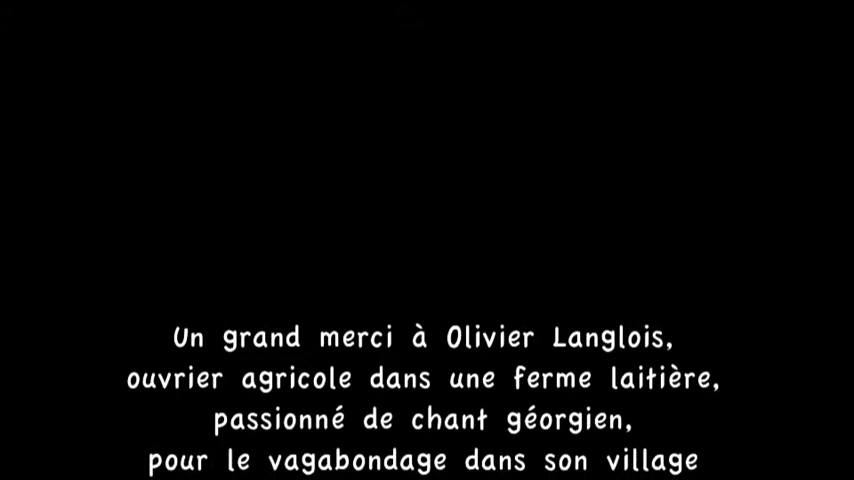 Un grand merci à Olivier Langlois,
ouvrier agricole dans une ferme laitière,
passionné de chant géorgien,
pour le vagabondage dans son village